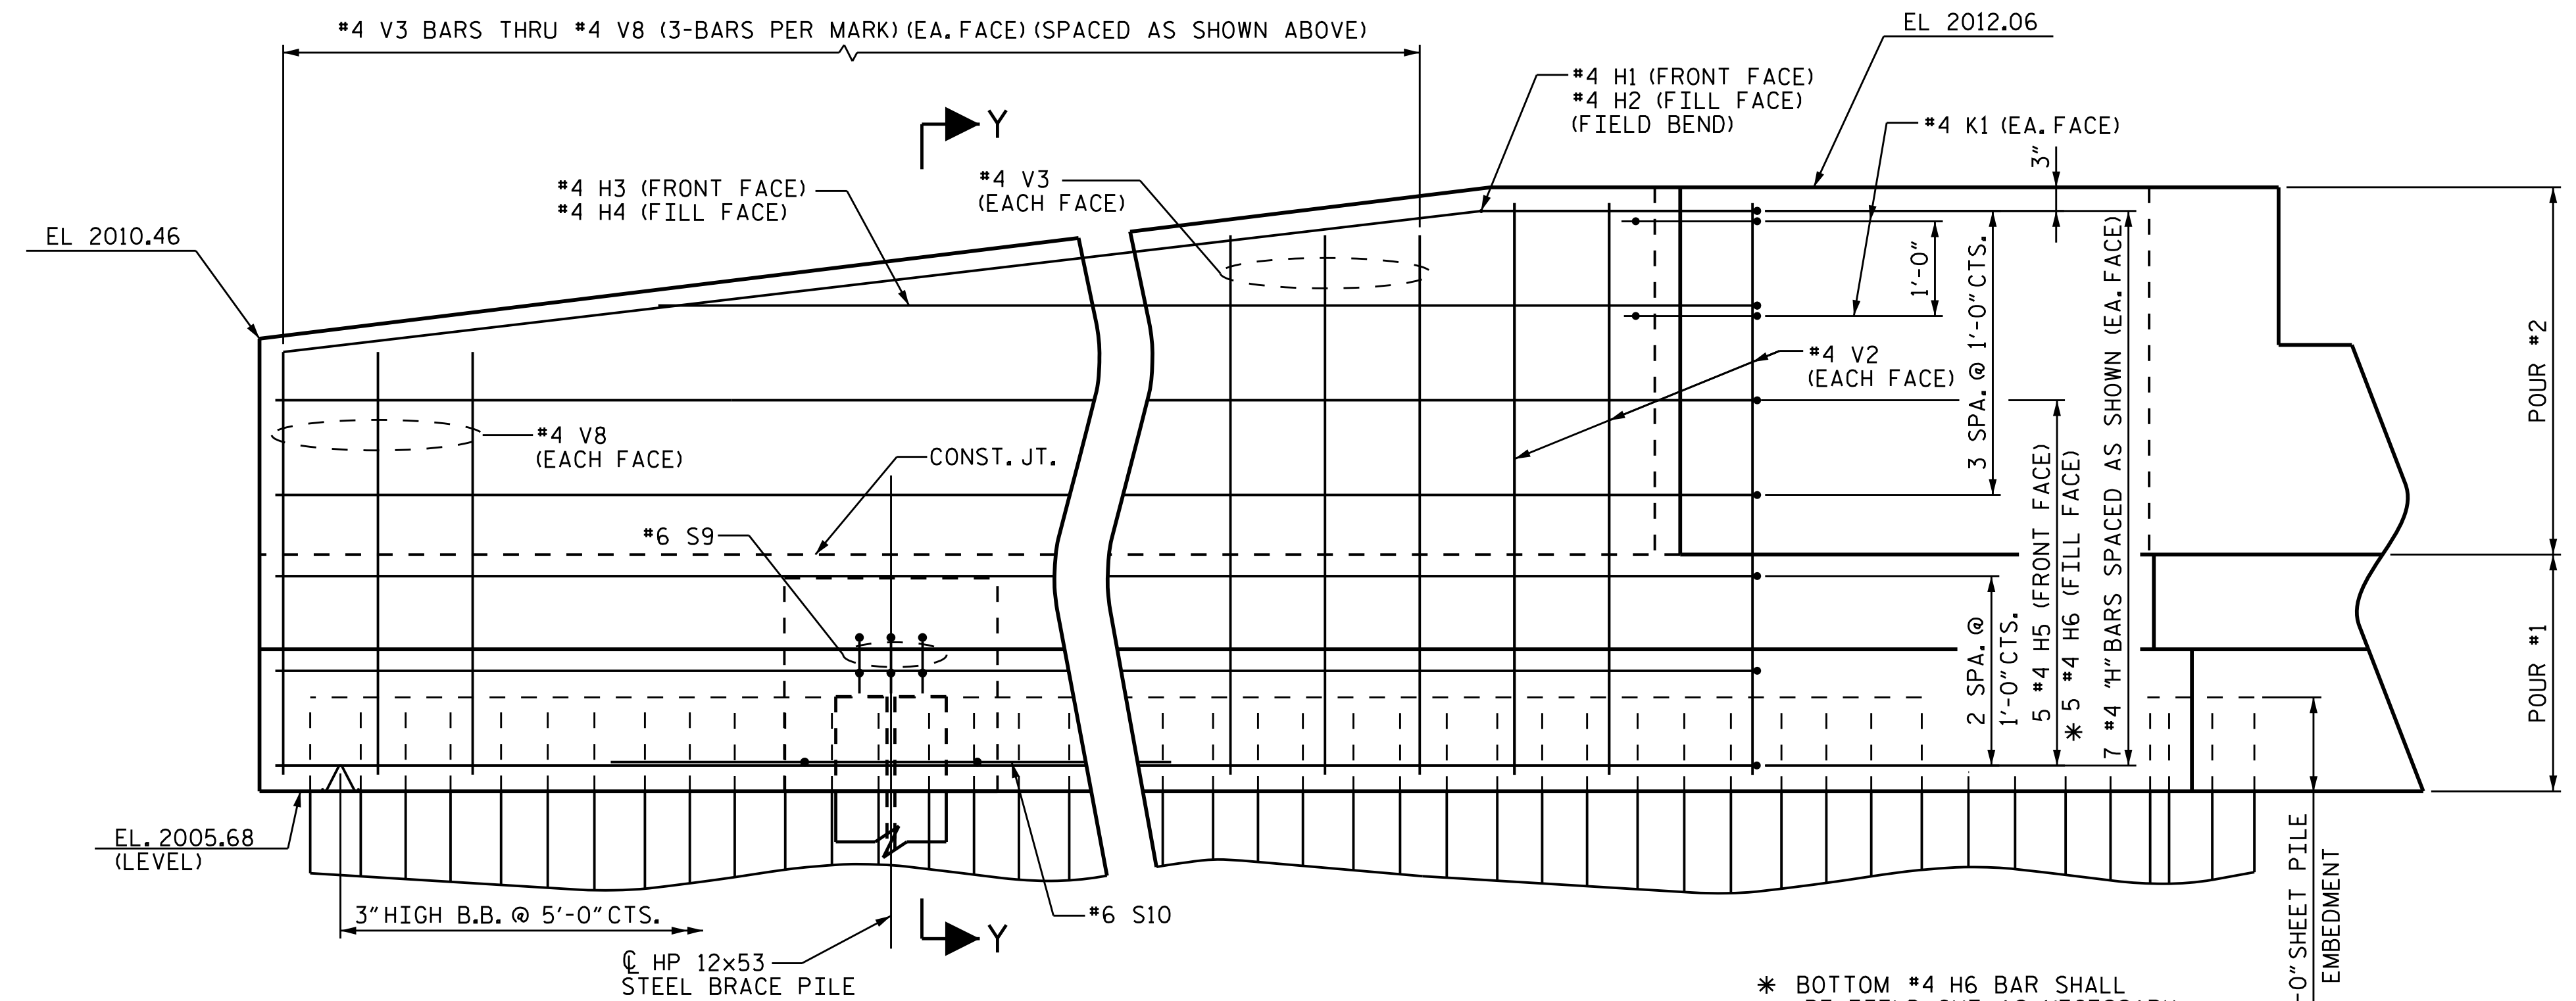 #4 V3 BARS THRU #4 V8 (3-BARS PER MARK) (EA. FACE) (SPACED AS SHOWN ABOVE)
EL 2012.06
#4 H1 (FRONT FACE)
#4 H2 (FILL FACE)
(FIELD BEND)
#4 K1 (EA. FACE)
3"
Y
#4 V3
(EACH FACE)
#4 H3 (FRONT FACE)
#4 H4 (FILL FACE)
EL 2010.46
1'-0"
3 SPA. @ 1'-0" CTS.
#4 V2
(EACH FACE)
POUR #2
#4 V8
(EACH FACE)
CONST. JT.
#6 S9
2 SPA. @
1'-0" CTS.
5 #4 H5 (FRONT FACE)
* 5 #4 H6 (FILL FACE)
7 #4 "H" BARS SPACED AS SHOWN (EA. FACE)
POUR #1
EL. 2005.68
(LEVEL)
3" HIGH B.B. @ 5'-0" CTS.
#6 S10
Y
℄ HP 12x53
STEEL BRACE PILE
-0" SHEET PILE
EMBEDMENT
* BOTTOM #4 H6 BAR SHALL